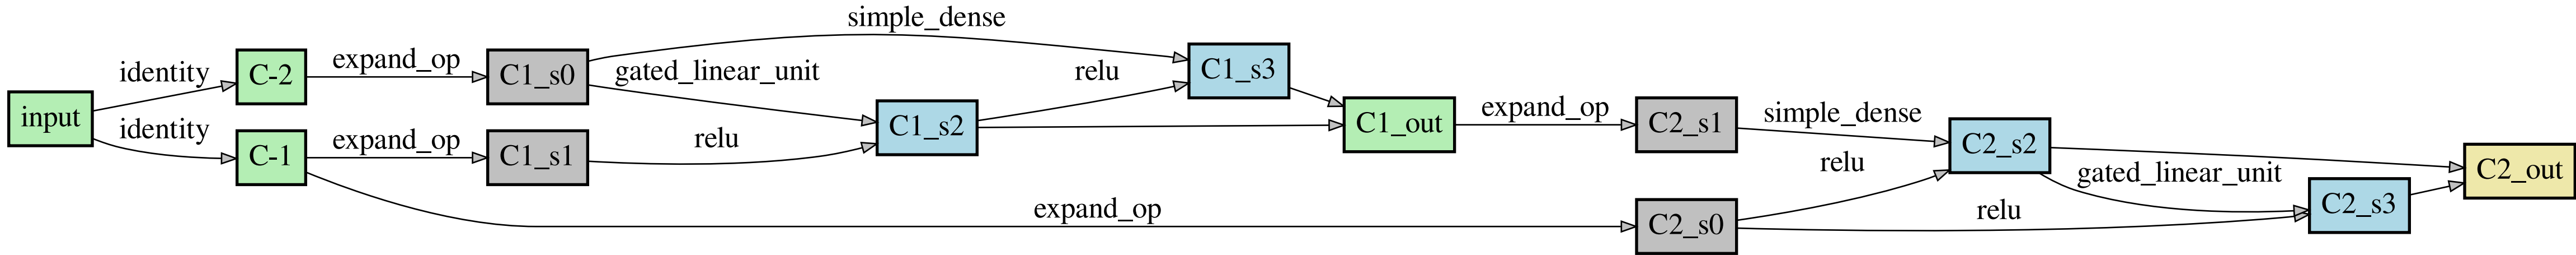 input
identity
identity
C-2
C-1
expand_op
expand_op
expand_op
C1_s0
C1_s1
simple_dense
gated_linear_unit
relu
C1_s2
relu
C1_s3
C1_out
expand_op
C2_s1
C2_s0
simple_dense
relu
relu
C2_s2
gated_linear_unit
C2_s3
C2_out